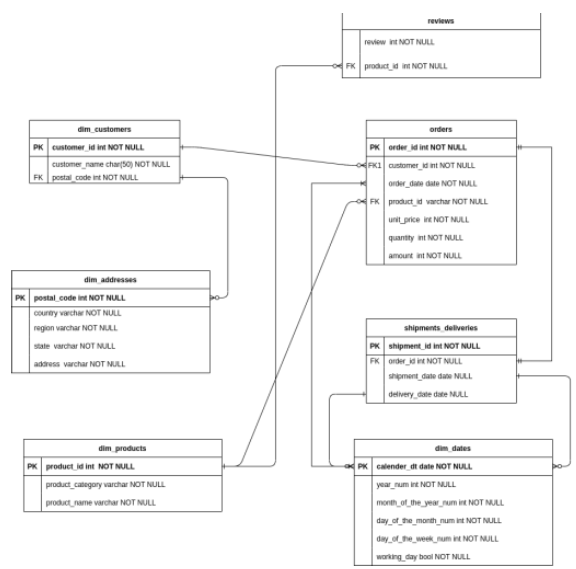 reviews
review int NOT NULL
FK product_id int NOT NULL
dim_customers
PK customer_id int NOT NULL
customer_name char(50) NOT NULL
FK postal_code int NOT NULL
orders
PK order_id int NOT NULL
FK1 customer_id int NOT NULL
order_date date NOT NULL
FK product_id varchar NOT NULL
unit_price int NOT NULL
quantity int NOT NULL
amount int NOT NULL
dim_addresses
PK postal_code int NOT NULL
country varchar NOT NULL
region varchar NOT NULL
state varchar NOT NULL
address varchar NOT NULL
shipments_deliveries
PK shipment_id int NOT NULL
FK order_id int NOT NULL
shipment_date date NULL
delivery_date date NULL
dim_products
PK product_id int NOT NULL
product_category varchar NOT NULL
product_name varchar NOT NULL
dim_dates
PK calender_dt date NOT NULL
year_num int NOT NULL
month_of_the_year_num int NOT NULL
day_of_the_month_num int NOT NULL
day_of_the_week_num int NOT NULL
working_day bool NOT NULL